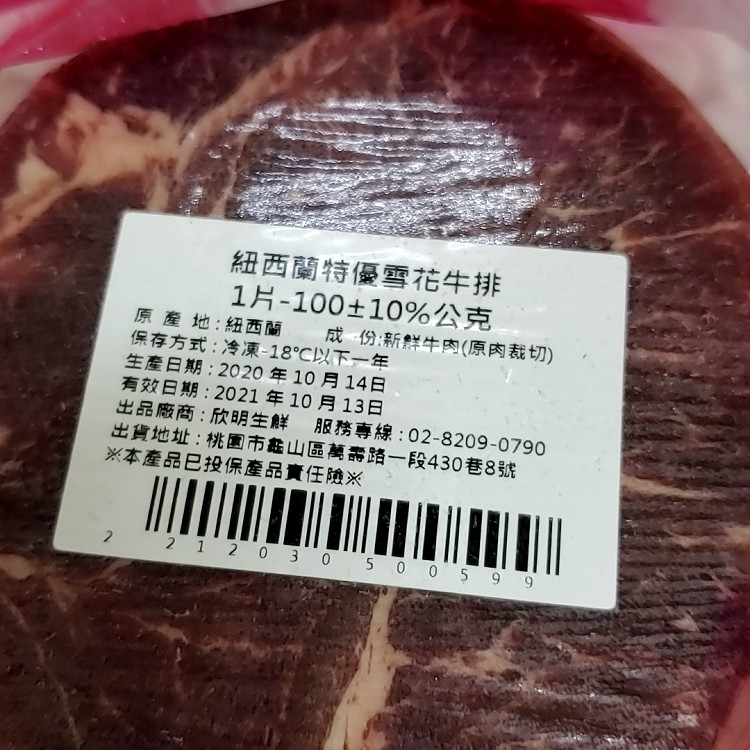 紐西蘭特優雪花牛排
1片-100±10%公克
原 產 地:紐西蘭 成 份:新鮮牛肉(原肉裁切)
保存方式:冷凍-18℃以下一年
生產日期:2020 年 10 月 14日
有效日期:2021 年 10 月 13日
出品廠商:欣明生鮮 服務專線:02-8209-0790
出貨地址:桃園市龜山區萬壽路一段430巷8號
※本產品已投保產品責任險※
2 212030 500599